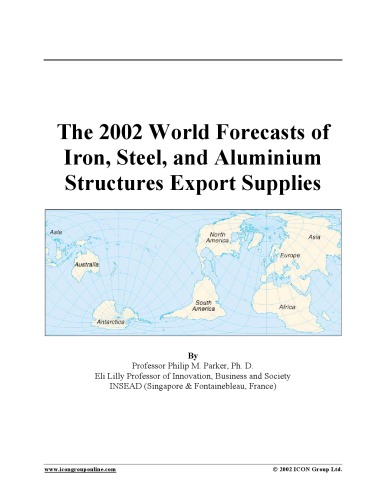 The 2002 World Forecasts of
Iron, Steel, and Aluminium
Structures Export Supplies
Asia
North
America
Asia
Europe
Australia
South
America
Africa
Antarctica
By
Professor Philip M. Parker, Ph. D.
Eli Lilly Professor of Innovation, Business and Society
INSEAD (Singapore & Fontainebleau, France)
www.icongrouponline.com © 2002 ICON Group Ltd.